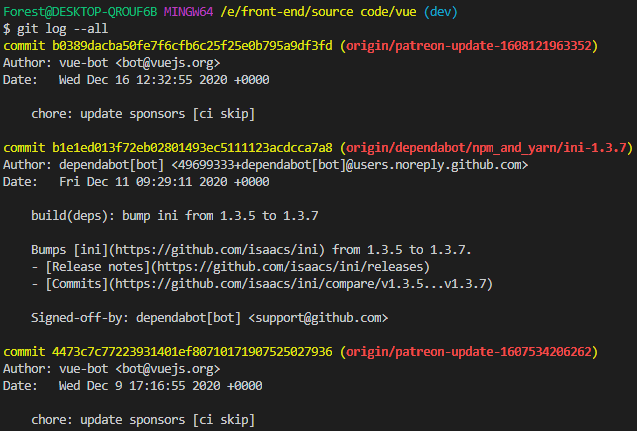 Forest@DESKTOP-QROUF6B MINGW64 /e/front-end/source code/vue (dev)
$ git log --all
commit b0389dacba50fe7f6cfb6c25f25e0b795a9df3fd (origin/patreon-update-1608121963352)
Author: vue-bot <bot@vuejs.org>
Date:   Wed Dec 16 12:32:55 2020 +0000

    chore: update sponsors [ci skip]

commit b1e1ed013f72eb02801493ec5111123acdcca7a8 (origin/dependabot/npm_and_yarn/ini-1.3.7)
Author: dependabot[bot] <49699333+dependabot[bot]@users.noreply.github.com>
Date:   Fri Dec 11 09:29:11 2020 +0000

    build(deps): bump ini from 1.3.5 to 1.3.7

    Bumps [ini](https://github.com/isaacs/ini) from 1.3.5 to 1.3.7.
    - [Release notes](https://github.com/isaacs/ini/releases)
    - [Commits](https://github.com/isaacs/ini/compare/v1.3.5...v1.3.7)

    Signed-off-by: dependabot[bot] <support@github.com>

commit 4473c7c77223931401ef80710171907525027936 (origin/patreon-update-1607534206262)
Author: vue-bot <bot@vuejs.org>
Date:   Wed Dec 9 17:16:55 2020 +0000

    chore: update sponsors [ci skip]